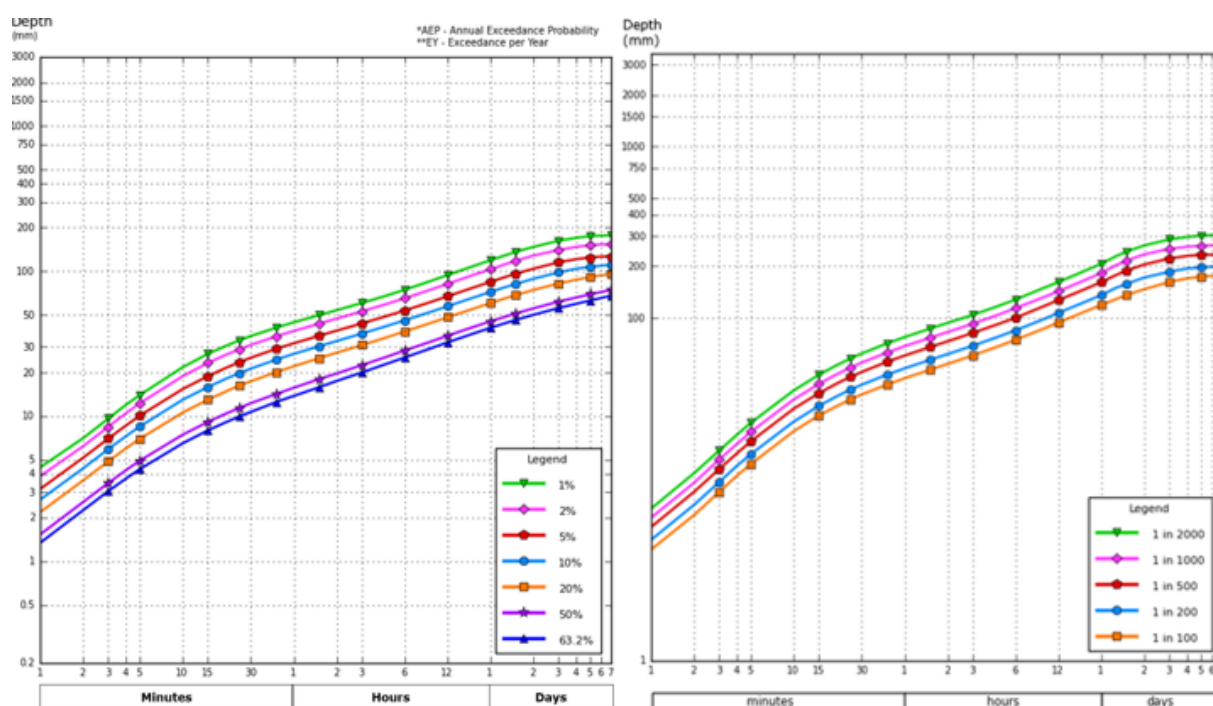 Depth
(mm)
*AEP - Annual Exceedance Probability
**EY - Exceedance per Year
3000
2000
1500
1000
750
500
400
300
200
100
50
30
20
10
5
4
3
2
1
0.5
0.2
Legend
1%
2%
5%
10%
20%
50%
63.2%
1 2 3 4 5 10 15 30 1 2 3 6 12 1 2 3 4 5 6 7
Minutes Hours Days
Depth
(mm)
3000
2000
1500
1000
750
500
400
300
200
100
1
Legend
1 in 2000
1 in 1000
1 in 500
1 in 200
1 in 100
1 2 3 4 5 10 15 30 1 2 3 6 12 1 2 3 4 5 6
minutes hours days